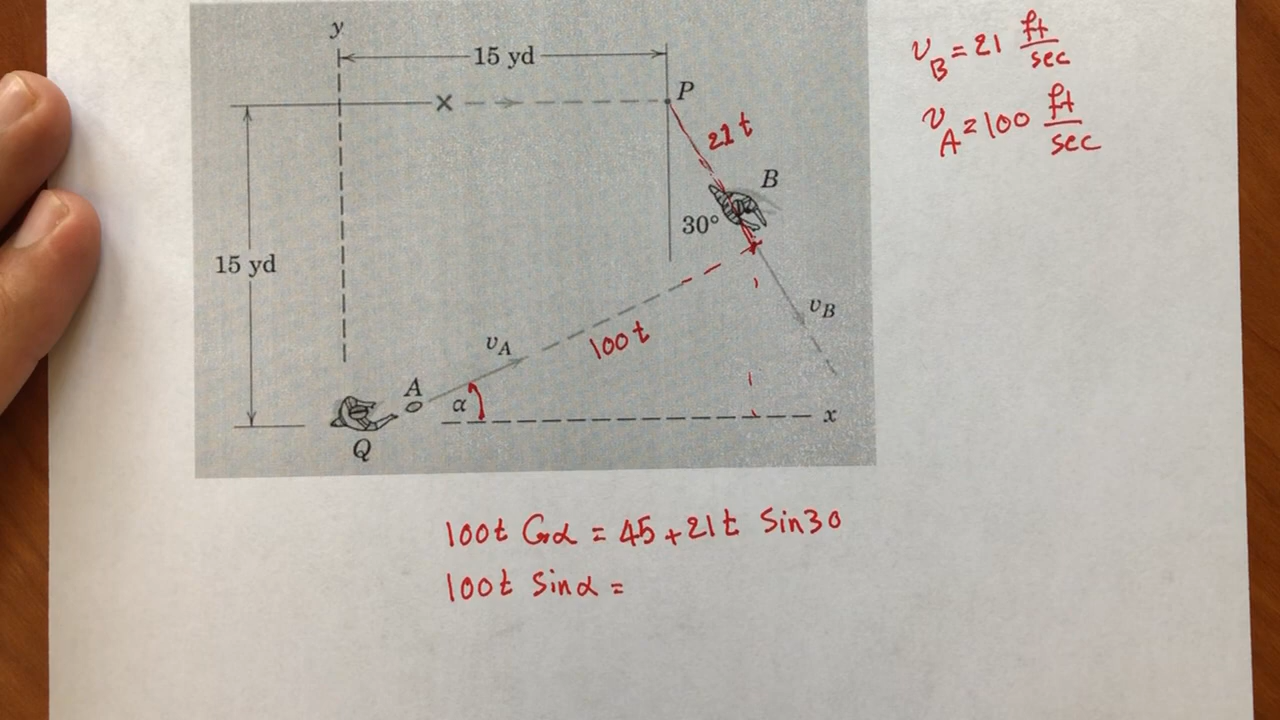 y
15 yd
P
21t
B
30°
15 yd
v_B
v_A
100t
A
α
x
Q
v_B = 21 ft/sec
v_A = 100 ft/sec
100t Cosα = 45 + 21t Sin30
100t Sinα =